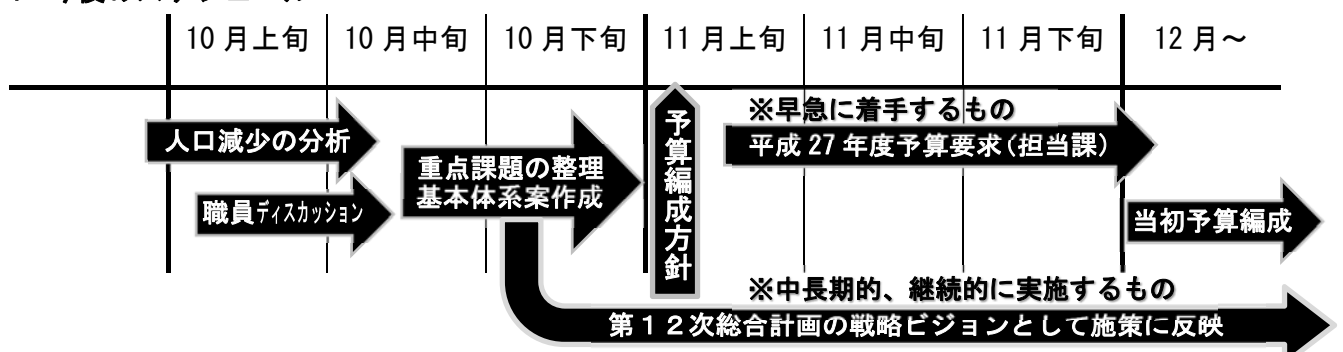 10月上旬 10月中旬 10月下旬 11月上旬 11月中旬 11月下旬 12月～
人口減少の分析
職員ディスカッション
重点課題の整理
基本体系案作成
予算編成方針
※早急に着手するもの
平成27年度予算要求(担当課)
当初予算編成
※中長期的、継続的に実施するもの
第１２次総合計画の戦略ビジョンとして施策に反映